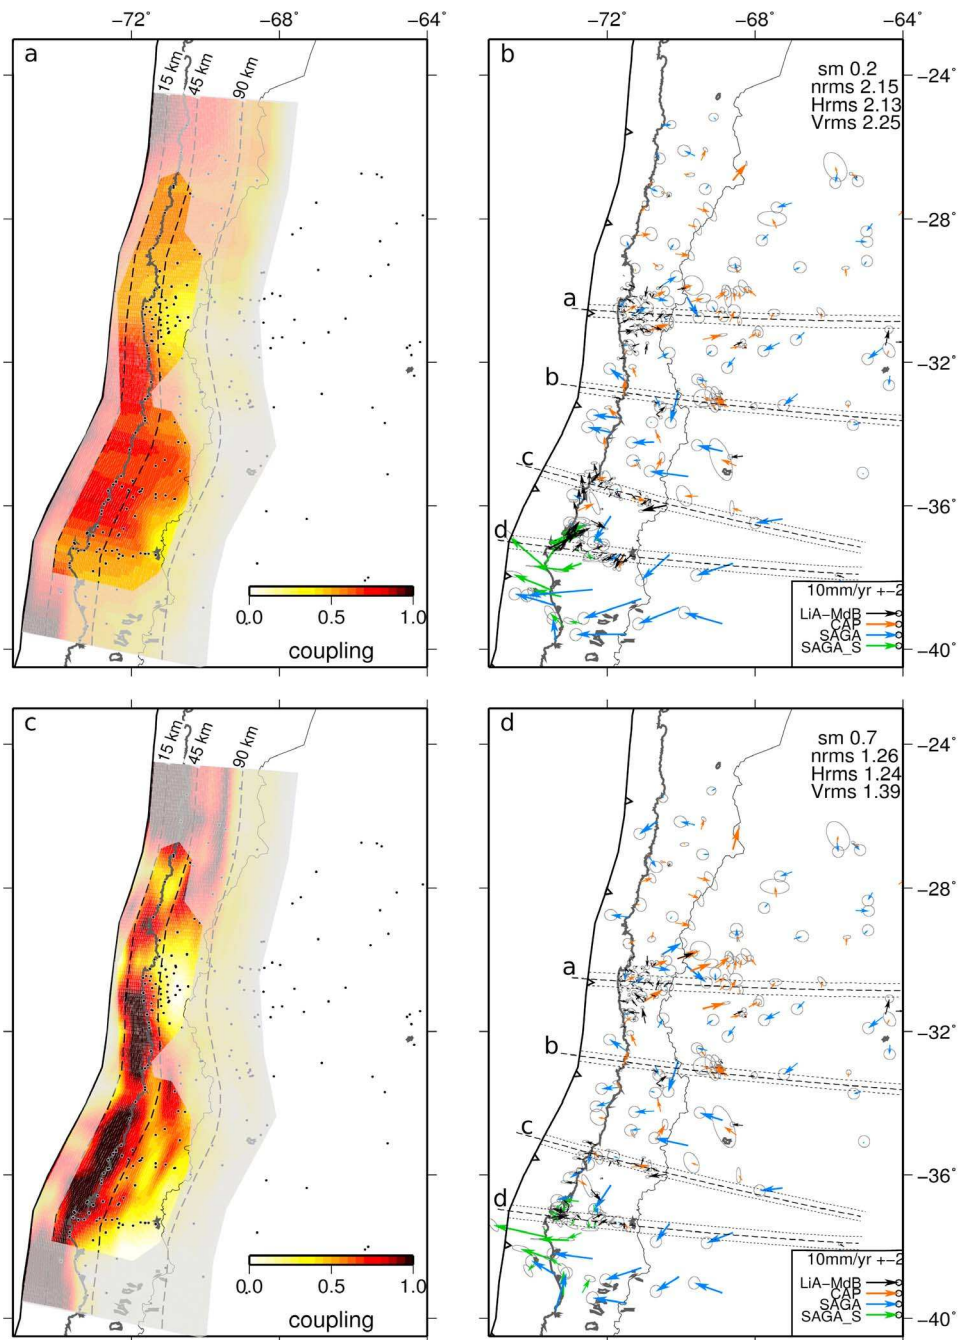 −72° −68° −64° −72° −68° −64°
a
15 km
45 km
90 km
0.0 0.5 1.0
coupling
b
sm 0.2
nrms 2.15
Hrms 2.13
Vrms 2.25
−24°
−28°
a
−32°
b
c
−36°
d
10mm/yr +−2
LiA−MdB
CAP
SAGA
SAGA_S
−40°
c
15 km
45 km
90 km
0.0 0.5 1.0
coupling
d
sm 0.7
nrms 1.26
Hrms 1.24
Vrms 1.39
−24°
−28°
a
−32°
b
c
−36°
d
10mm/yr +−2
LiA−MdB
CAP
SAGA
SAGA_S
−40°